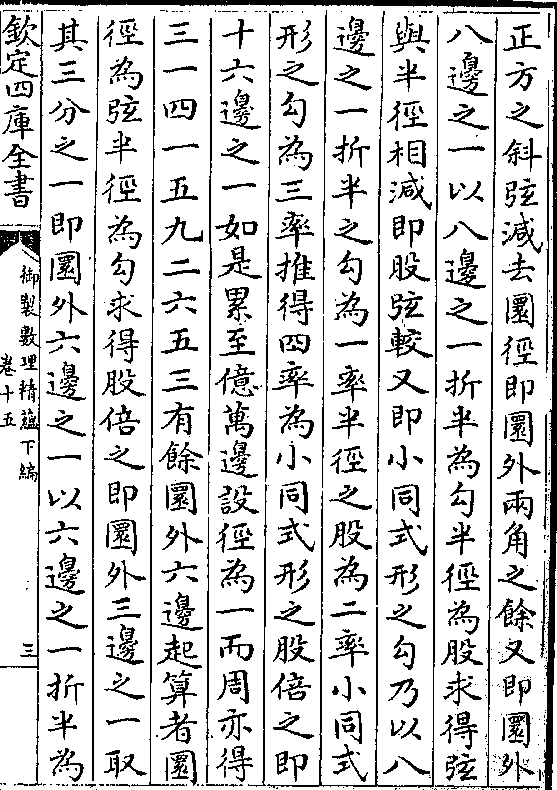 正方之斜弦減去圜徑即圜外兩角之餘又即圜外
八邊之一以八邊之一折半為勾半徑為股求得弦
與半徑相減即股弦較又即小同式形之勾乃以八
邊之一折半之勾為一率半徑之股為二率小同式
形之勾為三率推得四率為小同式形之股倍之即
十六邊之一如是累至億萬邊設徑為一而周亦得
三一四一五九二六五三有餘圜外六邊起算者圜
徑為弦半徑為勾求得股倍之即圜外三邊之一取
其三分之一即圜外六邊之一以六邊之一折半為
欽定四庫全書
御製數理精蘊下編
卷十五
三